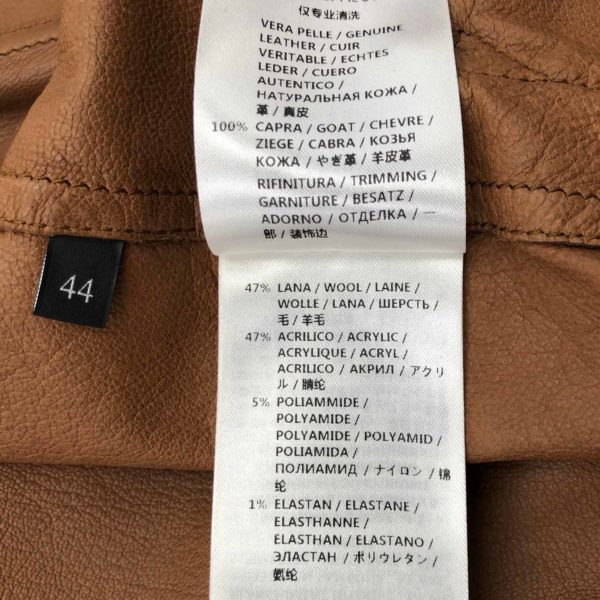 仅专业清洗
VERA PELLE / GENUINE
LEATHER / CUIR
VERITABLE / ECHTES
LEDER / CUERO
AUTENTICO /
НАТУРАЛЬНАЯ КОЖА /
革 / 真皮
100% CAPRA / GOAT / CHEVRE /
ZIEGE / CABRA / КОЗЬЯ
КОЖА / やぎ革 / 羊皮革
RIFINITURA / TRIMMING /
GARNITURE / BESATZ /
ADORNO / ОТДЕЛКА / 一
部 / 装饰边
44
47% LANA / WOOL / LAINE /
WOLLE / LANA / ШЕРСТЬ /
毛 / 羊毛
47% ACRILICO / ACRYLIC /
ACRYLIQUE / ACRYL /
ACRILICO / АКРИЛ / アクリ
ル / 腈纶
5% POLIAMMIDE /
POLYAMIDE /
POLYAMIDE / POLYAMID /
POLIAMIDA /
ПОЛИАМИД / ナイロン / 锦
纶
1% ELASTAN / ELASTANE /
ELASTHANNE /
ELASTHAN / ELASTANO /
ЭЛАСТАН / ポリウレタン /
氨纶